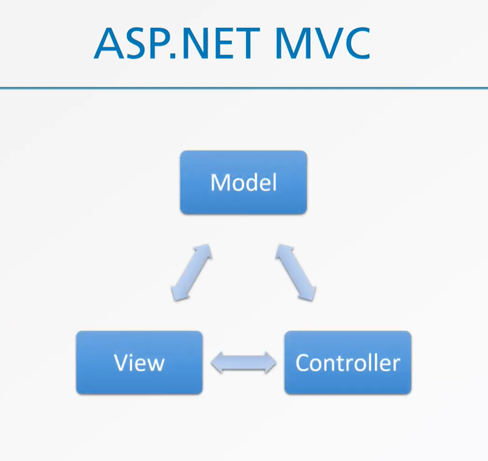 ASP.NET MVC
Model
View
Controller